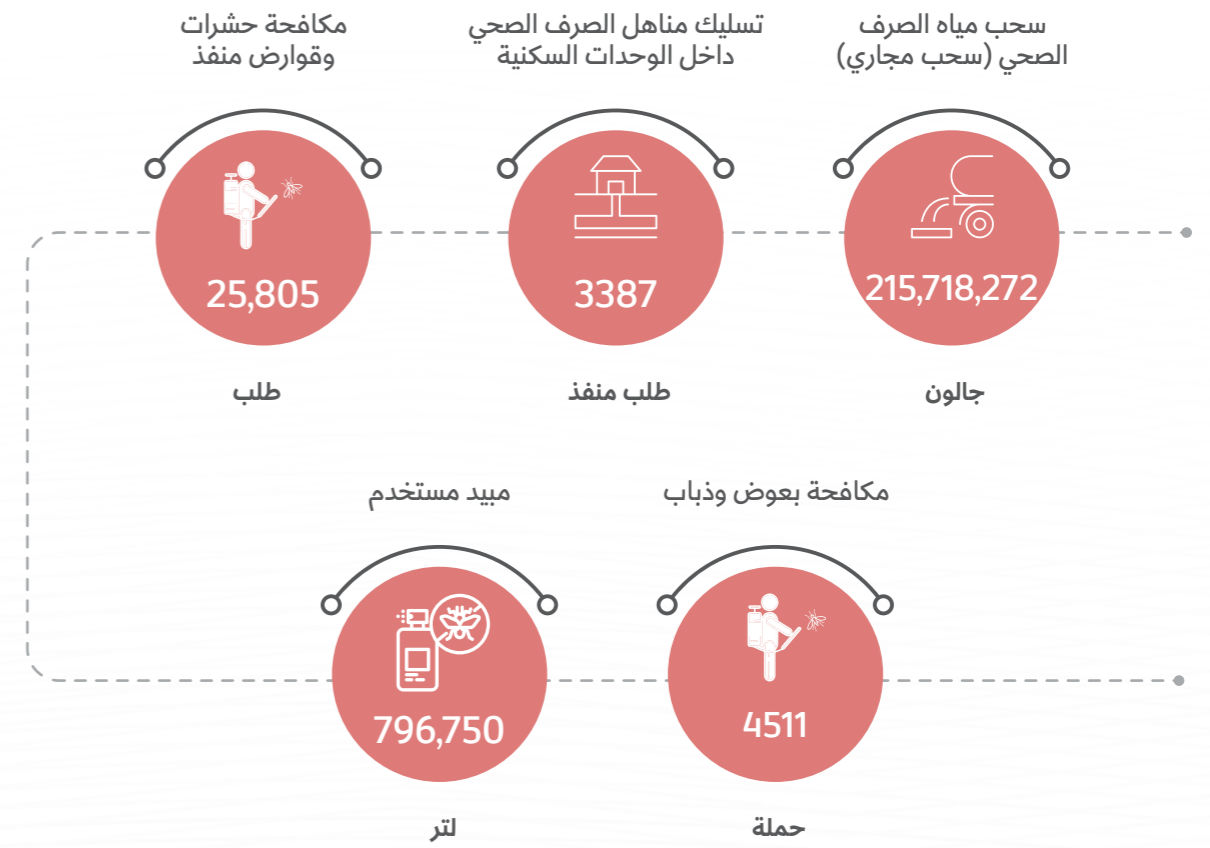 سحب مياه الصرف
الصحي (سحب مجاري)
215,718,272
جالون
تسليك مناهل الصرف الصحي
داخل الوحدات السكنية
3387
طلب منفذ
مكافحة حشرات
وقوارض منفذ
25,805
طلب
مكافحة بعوض وذباب
4511
حملة
مبيد مستخدم
796,750
لتر